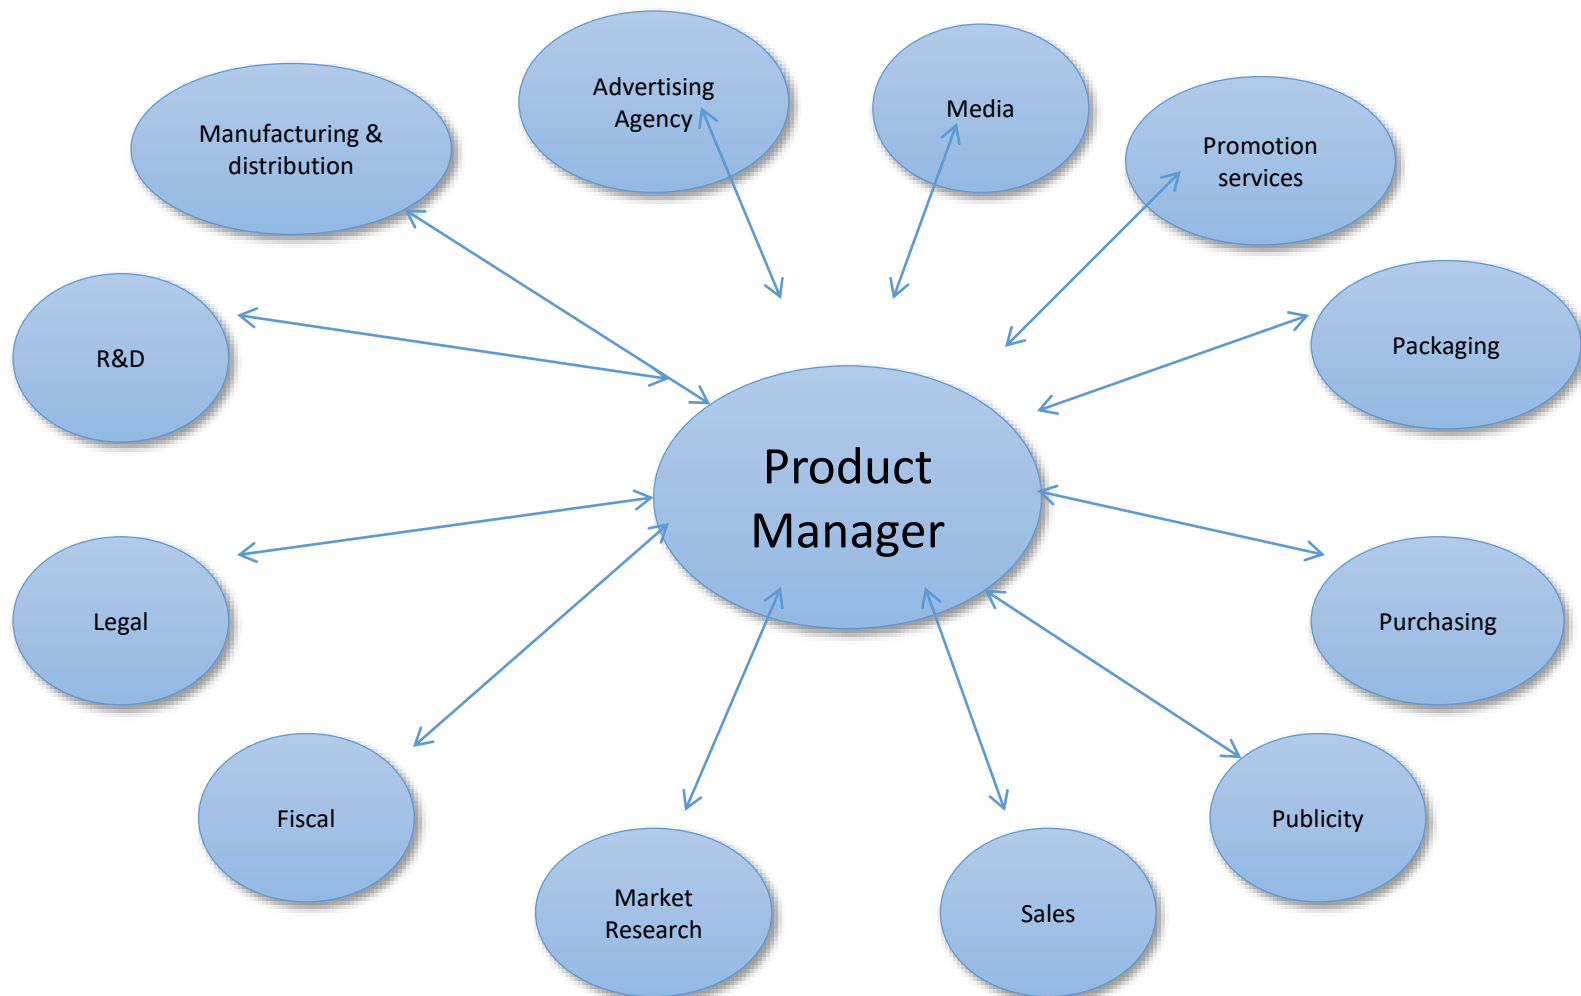 Advertising
Agency
Media
Manufacturing &
distribution
Promotion
services
R&D
Packaging
Product
Manager
Legal
Purchasing
Fiscal
Publicity
Market
Research
Sales